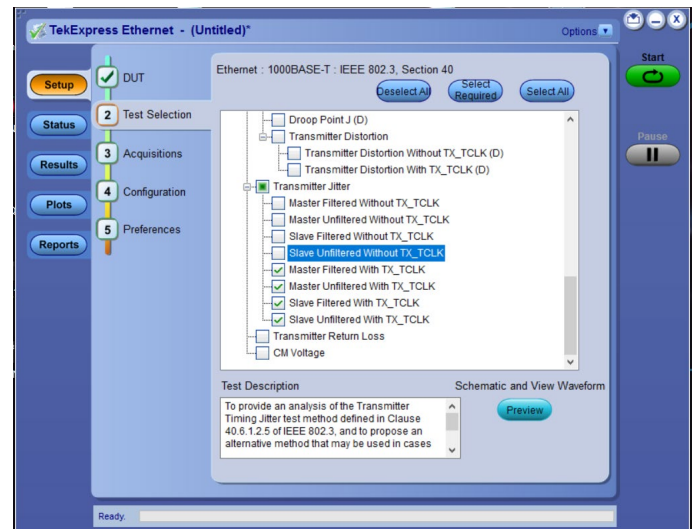 TekExpress Ethernet - (Untitled)*
Options
Start
Pause
Setup
Status
Results
Plots
Reports
DUT
2 Test Selection
3 Acquisitions
4 Configuration
5 Preferences
Ethernet : 1000BASE-T : IEEE 802.3, Section 40
Deselect All
Select
Required
Select All
Droop Point J (D)
Transmitter Distortion
Transmitter Distortion Without TX_TCLK (D)
Transmitter Distortion With TX_TCLK (D)
Transmitter Jitter
Master Filtered Without TX_TCLK
Master Unfiltered Without TX_TCLK
Slave Filtered Without TX_TCLK
Slave Unfiltered Without TX_TCLK
Master Filtered With TX_TCLK
Master Unfiltered With TX_TCLK
Slave Filtered With TX_TCLK
Slave Unfiltered With TX_TCLK
Transmitter Return Loss
CM Voltage
Test Description
Schematic and View Waveform
To provide an analysis of the Transmitter
Timing Jitter test method defined in Clause
40.6.1.2.5 of IEEE 802.3, and to propose an
alternative method that may be used in cases
Preview
Ready.